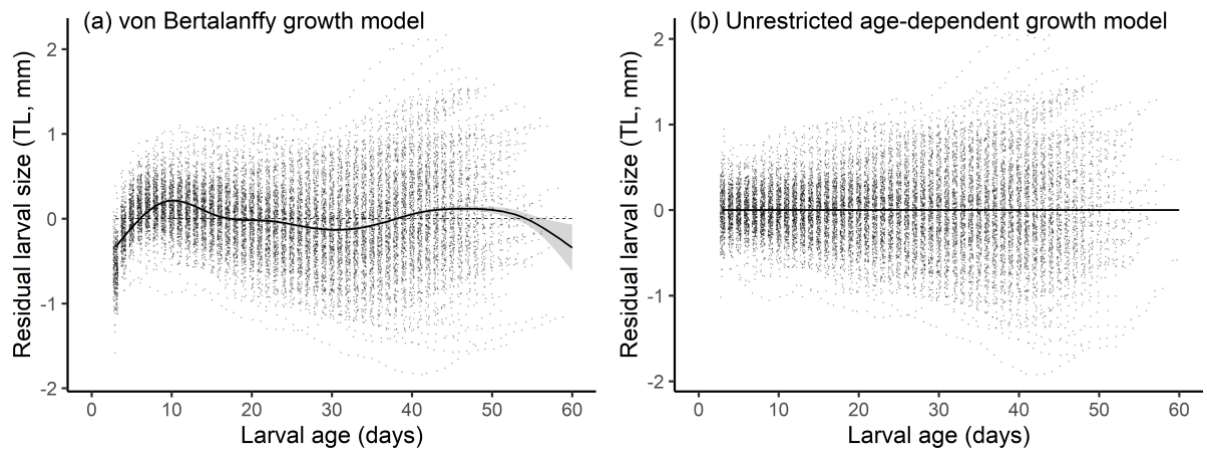 (a) von Bertalanffy growth model
Residual larval size (TL, mm)
2
1
0
-1
-2
0 10 20 30 40 50 60
Larval age (days)
(b) Unrestricted age-dependent growth model
Residual larval size (TL, mm)
2
1
0
-1
-2
0 10 20 30 40 50 60
Larval age (days)